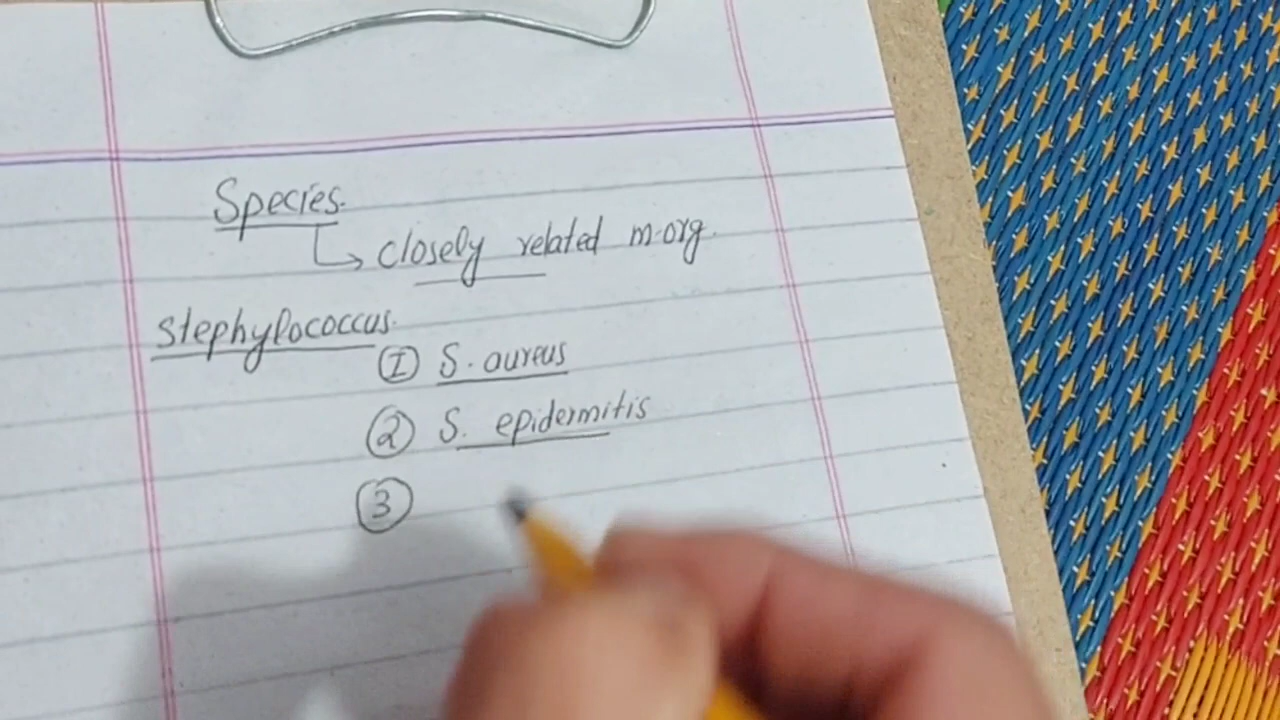 Species.
closely related m.org.
Stephylococcus.
① S. aureus
② S. epidermitis
③